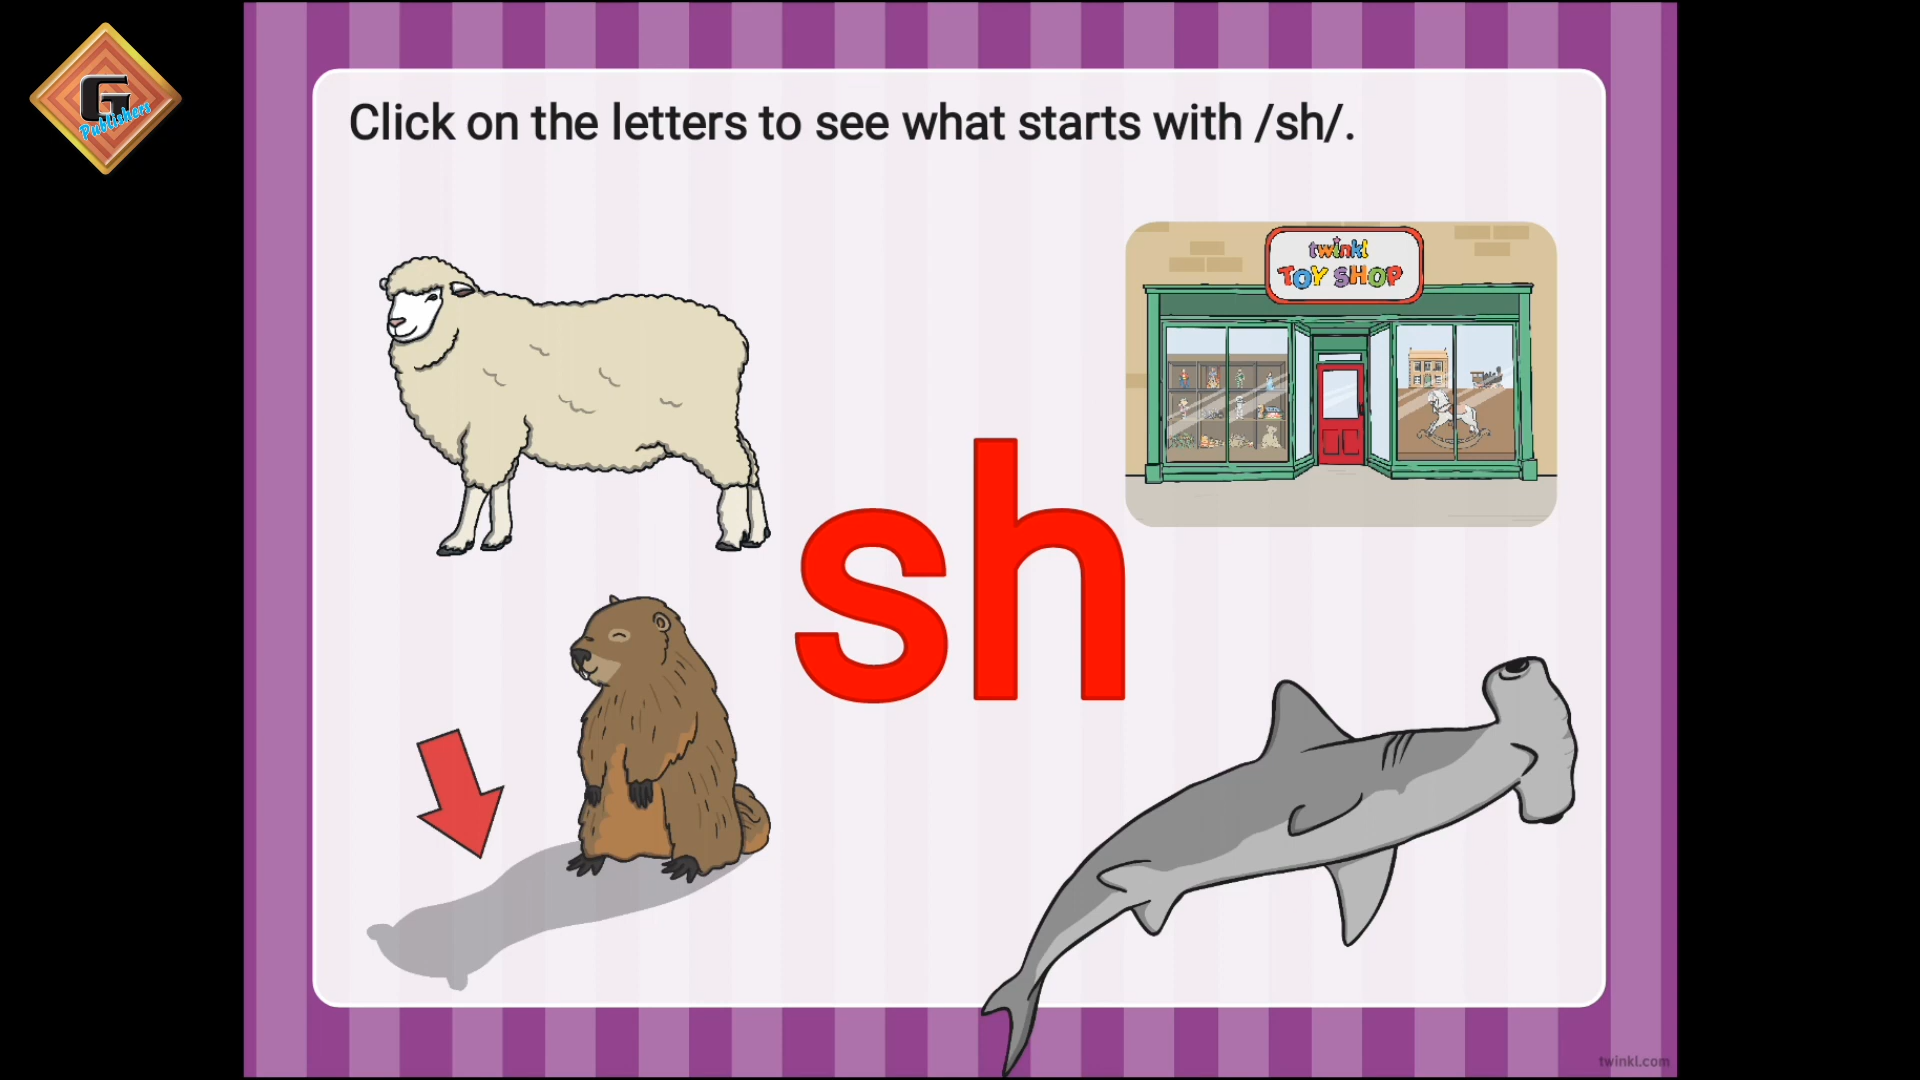 G
Publishers
Click on the letters to see what starts with /sh/.
twinkl
TOY SHOP
sh
twinkl.com